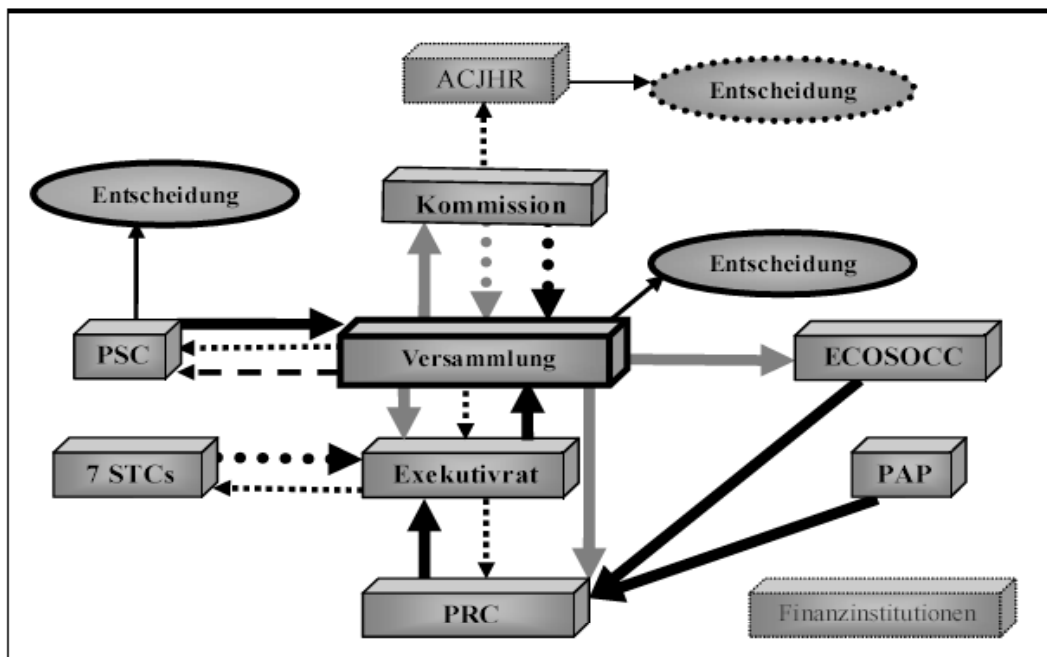 ACJHR
Entscheidung
Entscheidung
Kommission
Entscheidung
PSC
Versammlung
ECOSOCC
7 STCs
Exekutivrat
PAP
PRC
Finanzinstitutionen